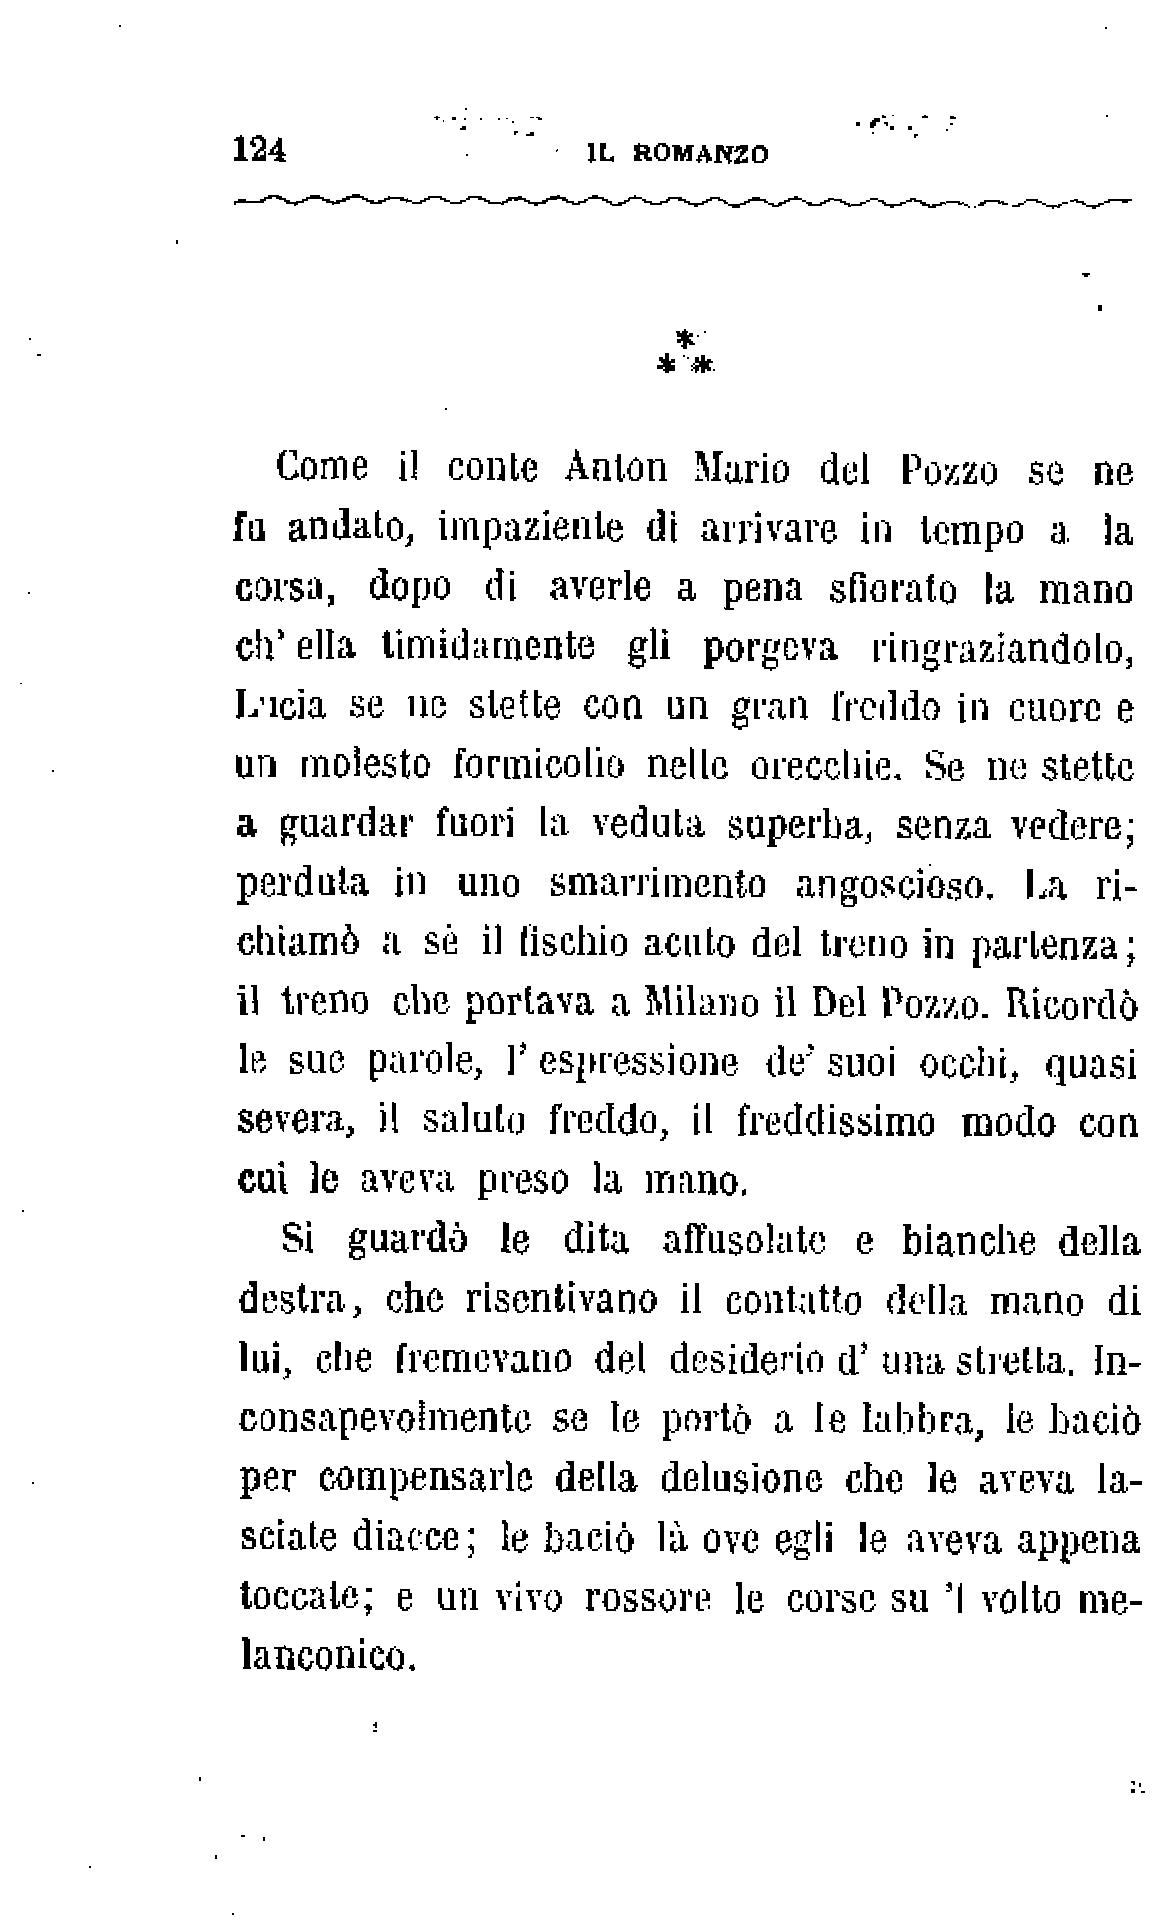 124 IL ROMANZO
*
* *
Come il conte Anton Mario del Pozzo se ne
fu andato, impaziente di arrivare in tempo a la
corsa, dopo di averle a pena sfiorato la mano
ch' ella timidamente gli porgeva ringraziandolo,
Lucia se ne stette con un gran freddo in cuore e
un molesto formicolio nelle orecchie. Se ne stette
a guardar fuori la veduta superba, senza vedere;
perduta in uno smarrimento angoscioso. La ri-
chiamò a sè il fischio acuto del treno in partenza;
il treno che portava a Milano il Del Pozzo. Ricordò
le sue parole, l' espressione de' suoi occhi, quasi
severa, il saluto freddo, il freddissimo modo con
cui le aveva preso la mano.
Si guardò le dita affusolate e bianche della
destra, che risentivano il contatto della mano di
lui, che fremevano del desiderio d' una stretta. In-
consapevolmente se le portò a le labbra, le baciò
per compensarle della delusione che le aveva la-
sciate diacce; le baciò là ove egli le aveva appena
toccate; e un vivo rossore le corse su 'l volto me-
lanconico.